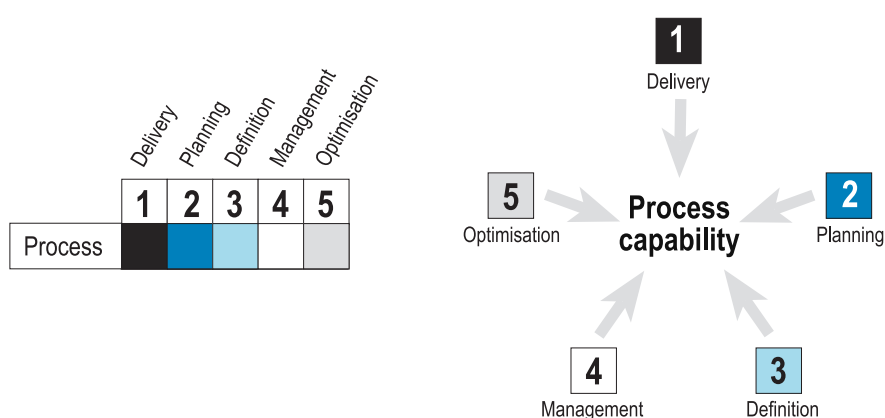 Delivery
Planning
Definition
Management
Optimisation
1 2 3 4 5
Process
1
Delivery
5
Optimisation
Process
capability
2
Planning
4
Management
3
Definition